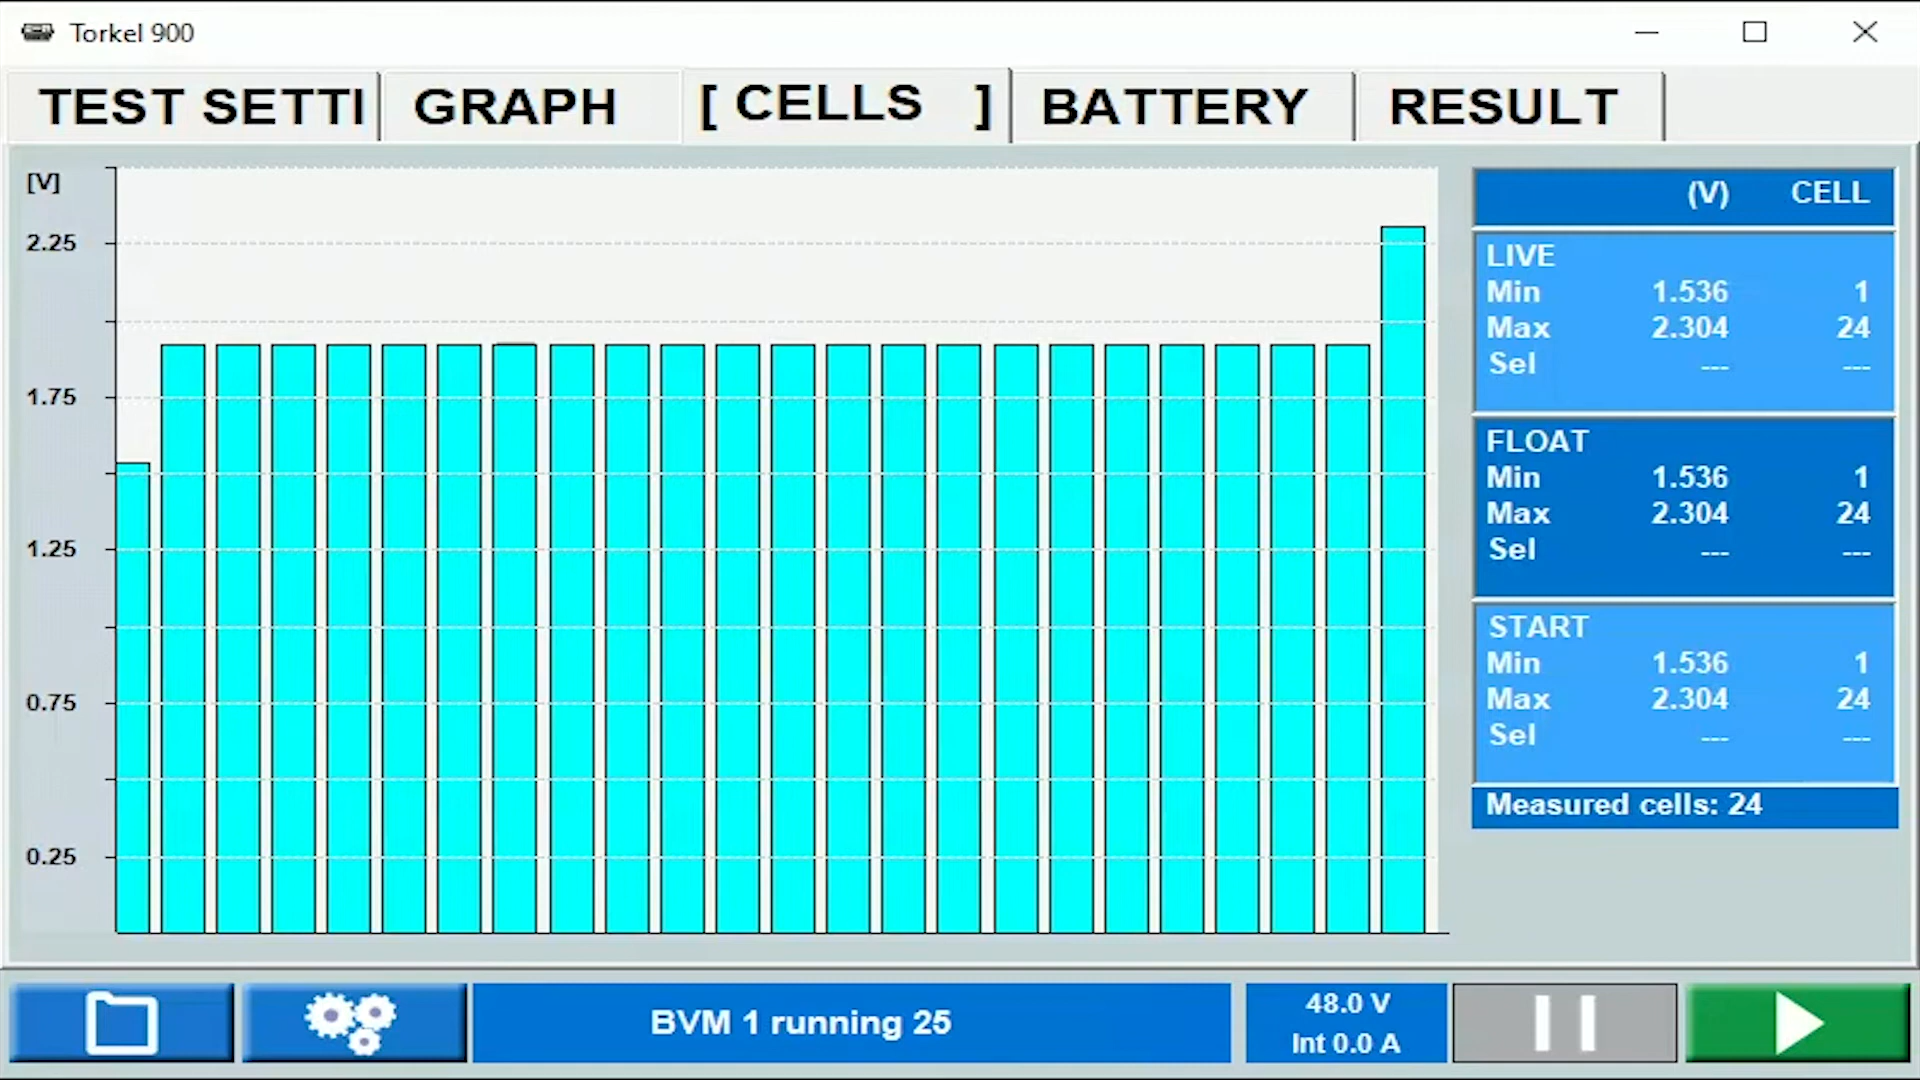 Torkel 900
TEST SETTI
GRAPH
[ CELLS ]
BATTERY
RESULT
[V]
2.25
1.75
1.25
0.75
0.25
(V) CELL
LIVE
Min 1.536 1
Max 2.304 24
Sel --- ---
FLOAT
Min 1.536 1
Max 2.304 24
Sel --- ---
START
Min 1.536 1
Max 2.304 24
Sel --- ---
Measured cells: 24
BVM 1 running 25
48.0 V
Int 0.0 A